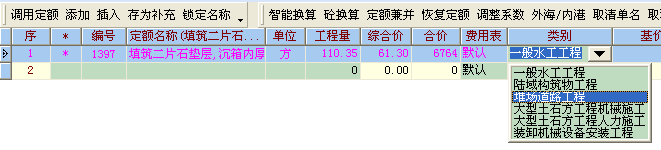 调用定额 添加 插入 存为补充 锁定名称 智能换算 砼换算 定额兼并 恢复定额 调整系数 外海/内港 取消单名
序 * 编号 定额名称(填筑二片石... 单位 工程量 综合价 合价 费用表 类别 基价
1 * 1397 填筑二片石垫层,沉箱内厚 方 110.35 61.30 6764 默认 一般水工工程
2 0 0.00 0 默认
一般水工工程
陆域构筑物工程
堆场道路工程
大型土石方工程机械施工
大型土石方工程人力施工
装卸机械设备安装工程